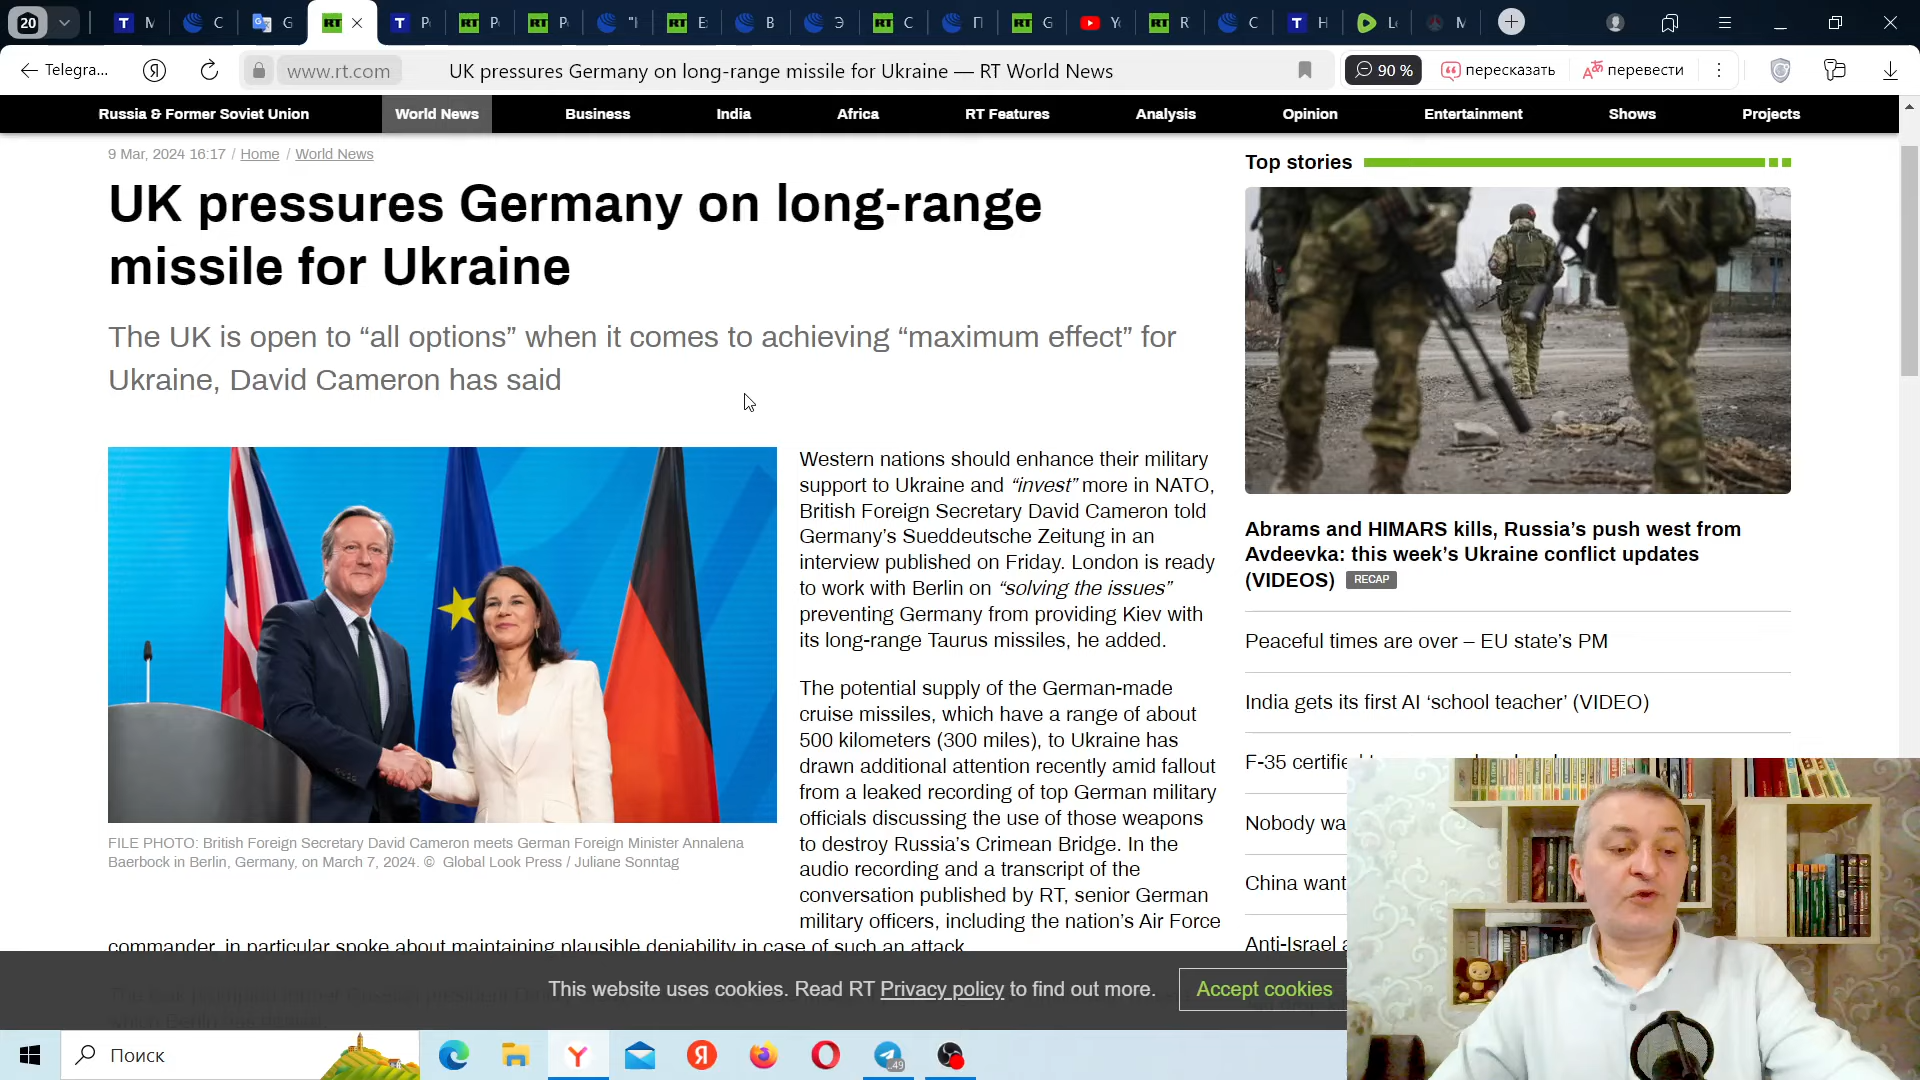 20
Telegra...
www.rt.com
UK pressures Germany on long-range missile for Ukraine — RT World News
90 %
пересказать
перевести
Russia & Former Soviet Union
World News
Business
India
Africa
RT Features
Analysis
Opinion
Entertainment
Shows
Projects
9 Mar, 2024 16:17 / Home / World News
UK pressures Germany on long-range
missile for Ukraine
The UK is open to “all options” when it comes to achieving “maximum effect” for
Ukraine, David Cameron has said
FILE PHOTO: British Foreign Secretary David Cameron meets German Foreign Minister Annalena
Baerbock in Berlin, Germany, on March 7, 2024. © Global Look Press / Juliane Sonntag
Western nations should enhance their military
support to Ukraine and “invest” more in NATO,
British Foreign Secretary David Cameron told
Germany’s Sueddeutsche Zeitung in an
interview published on Friday. London is ready
to work with Berlin on “solving the issues”
preventing Germany from providing Kiev with
its long-range Taurus missiles, he added.
The potential supply of the German-made
cruise missiles, which have a range of about
500 kilometers (300 miles), to Ukraine has
drawn additional attention recently amid fallout
from a leaked recording of top German military
officials discussing the use of those weapons
to destroy Russia’s Crimean Bridge. In the
audio recording and a transcript of the
conversation published by RT, senior German
military officers, including the nation’s Air Force
commander, in particular spoke about maintaining plausible deniability in case of such an attack.
Top stories
Abrams and HIMARS kills, Russia’s push west from
Avdeevka: this week’s Ukraine conflict updates
(VIDEOS) RECAP
Peaceful times are over – EU state’s PM
India gets its first AI ‘school teacher’ (VIDEO)
F-35
Nobody
China
Anti-Israel
This website uses cookies. Read RT Privacy policy to find out more.
Accept cookies
Поиск